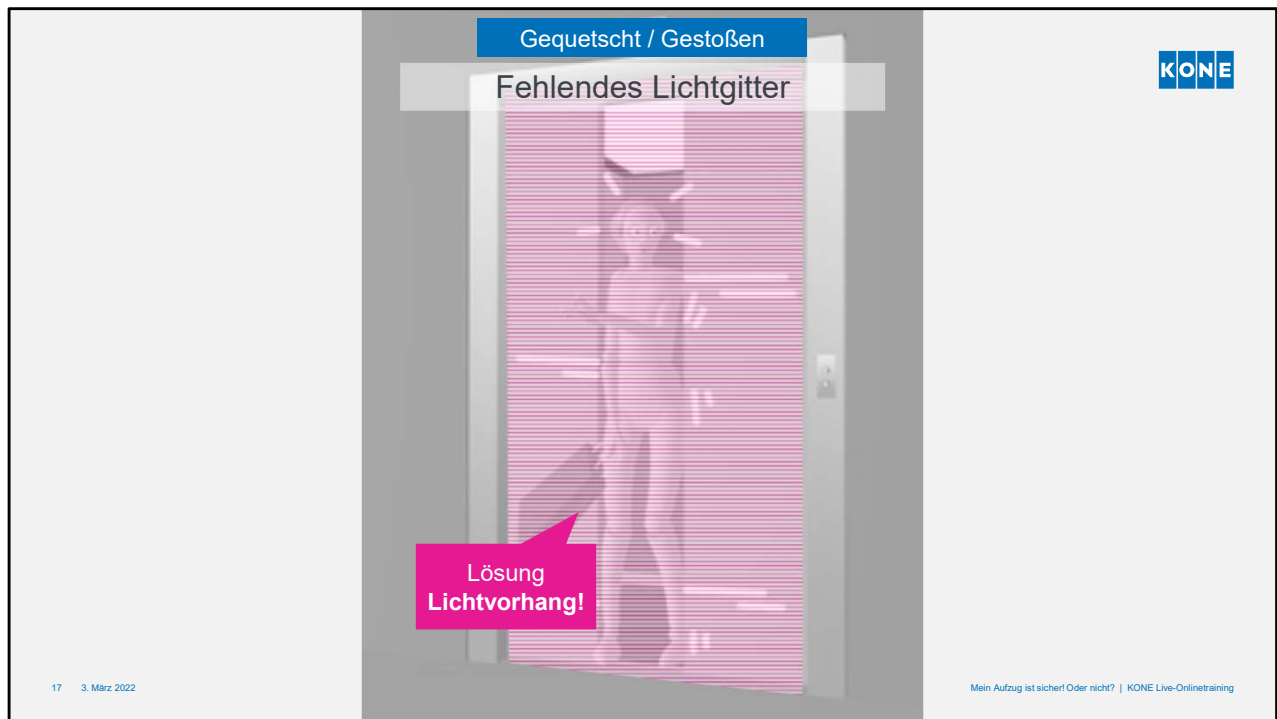 Gequetscht / Gestoßen
Fehlendes Lichtgitter
KONE
Lösung
Lichtvorhang!
17 3. März 2022
Mein Aufzug ist sicher! Oder nicht? | KONE Live-Onlinetraining